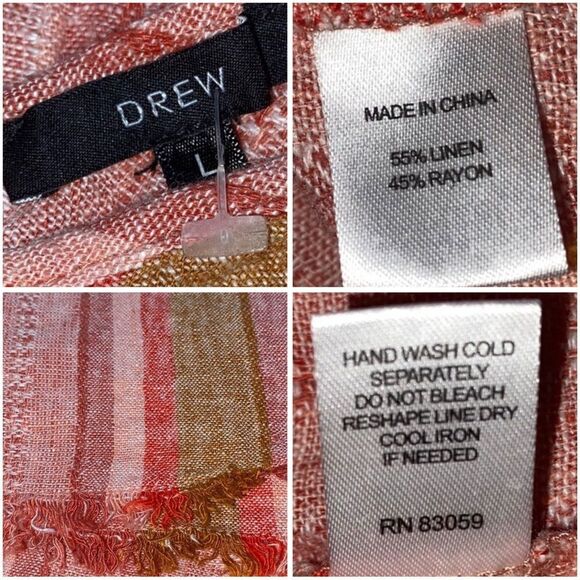 DREW
L
MADE IN CHINA
55% LINEN
45% RAYON
HAND WASH COLD
SEPARATELY
DO NOT BLEACH
RESHAPE LINE DRY
COOL IRON
IF NEEDED
RN 83059